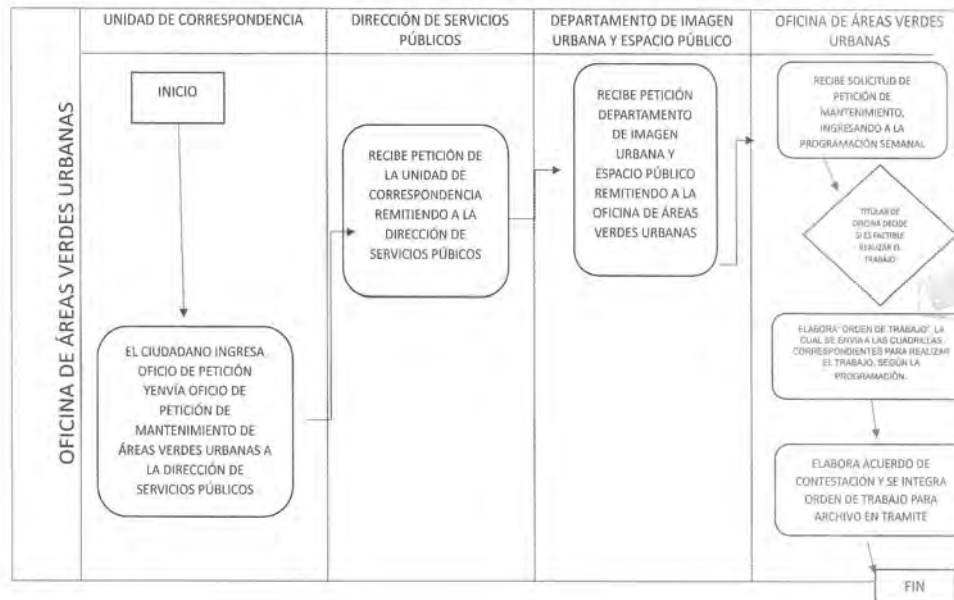 OFICINA DE ÁREAS VERDES URBANAS
UNIDAD DE CORRESPONDENCIA
DIRECCIÓN DE SERVICIOS
PÚBLICOS
DEPARTAMENTO DE IMAGEN
URBANA Y ESPACIO PÚBLICO
OFICINA DE ÁREAS VERDES
URBANAS
INICIO
EL CIUDADANO INGRESA
OFICIO DE PETICIÓN
YENVÍA OFICIO DE
PETICIÓN DE
MANTENIMIENTO DE
ÁREAS VERDES URBANAS A
LA DIRECCIÓN DE
SERVICIOS PÚBLICOS
RECIBE PETICIÓN DE
LA UNIDAD DE
CORRESPONDENCIA
REMITIENDO A LA
DIRECCIÓN DE
SERVICIOS PÚBICOS
RECIBE PETICIÓN
DEPARTAMENTO
DE IMAGEN
URBANA Y
ESPACIO PÚBLICO
REMITIENDO A LA
OFICINA DE ÁREAS
VERDES URBANAS
RECIBE SOLICITUD DE
PETICIÓN DE
MANTENIMIENTO,
INGRESANDO A LA
PROGRAMACIÓN SEMANAL
TITULAR DE
OFICINA DECIDE
SI ES FACTIBLE
REALIZAR EL
TRABAJO
ELABORA "ORDEN DE TRABAJO", LA
CUAL SE ENVIA A LAS CUADRILLAS
CORRESPONDIENTES PARA REALIZAR
EL TRABAJO, SEGÚN LA
PROGRAMACIÓN.
ELABORA ACUERDO DE
CONTESTACIÓN Y SE INTEGRA
ORDEN DE TRABAJO PARA
ARCHIVO EN TRAMITE
FIN